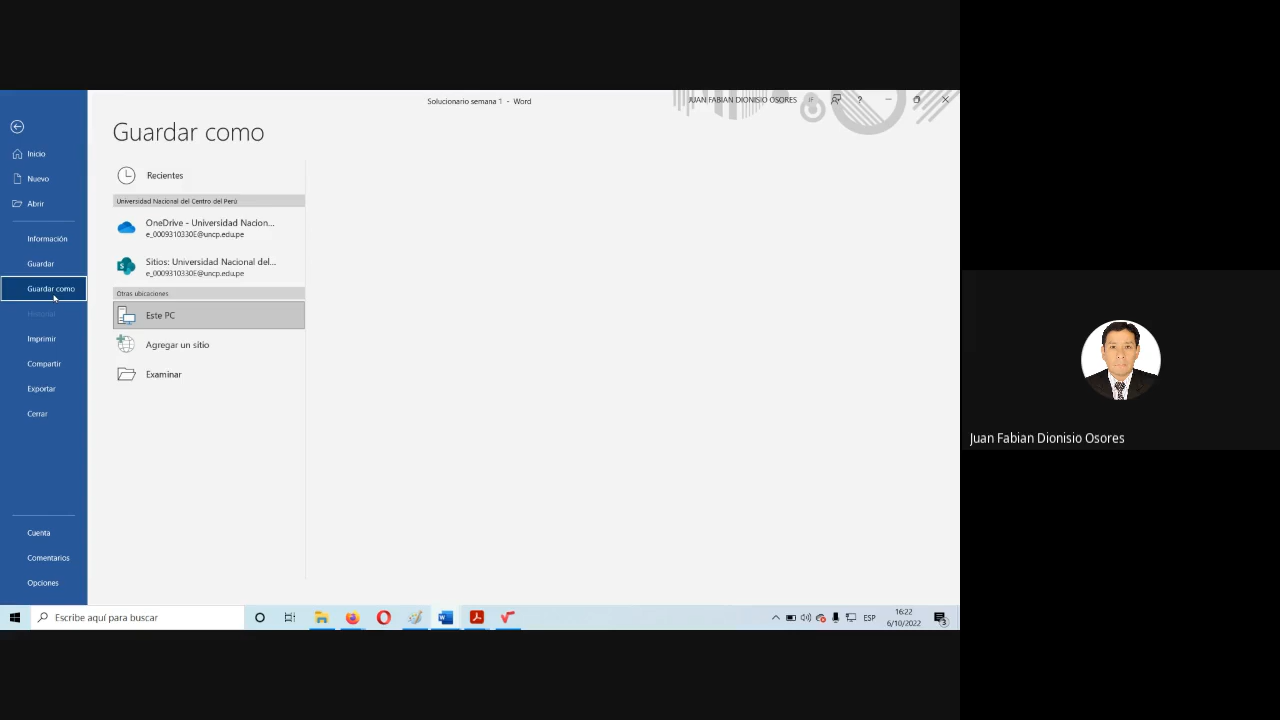 Solucionario semana 1 - Word
JUAN FABIAN DIONISIO OSORES
JF
?
Guardar como
Inicio
Nuevo
Abrir
Información
Guardar
Guardar como
Historial
Imprimir
Compartir
Exportar
Cerrar
Cuenta
Comentarios
Opciones
Recientes
Universidad Nacional del Centro del Perú
OneDrive - Universidad Nacion...
e_0009310330E@uncp.edu.pe
Sitios: Universidad Nacional del...
e_0009310330E@uncp.edu.pe
Otras ubicaciones
Este PC
Agregar un sitio
Examinar
Juan Fabian Dionisio Osores
Escribe aquí para buscar
ESP
16:22
6/10/2022
3